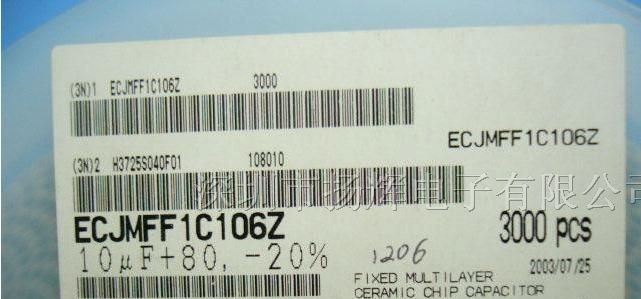 (3N)1 ECJMFF1C106Z 3000
ECJMFF1C106Z
(3N)2 H3725S040F01 108010
深圳市扬辉电子有限公司
ECJMFF1C106Z 3000 pcs
10μF+80, -20% 1206 2003/07/25
FIXED MULTILAYER
CERAMIC CHIP CAPACITOR